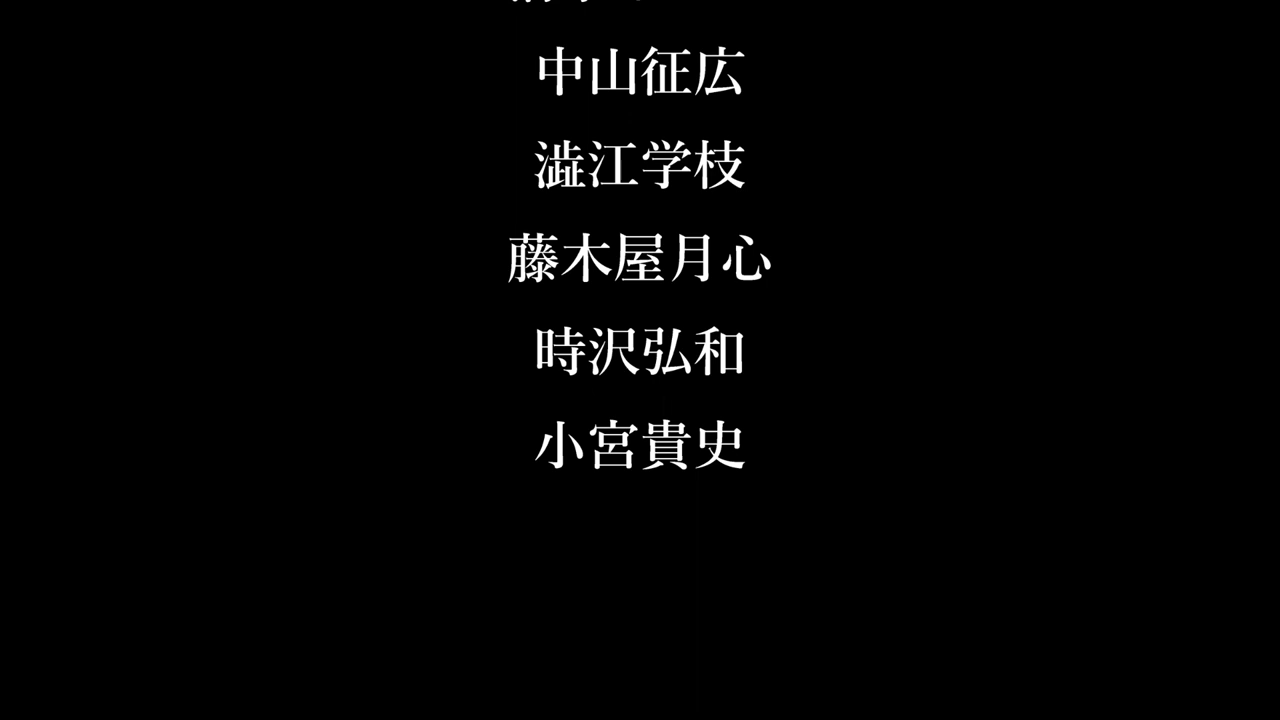 中山征広
澁江学枝
藤木屋月心
時沢弘和
小宮貴史